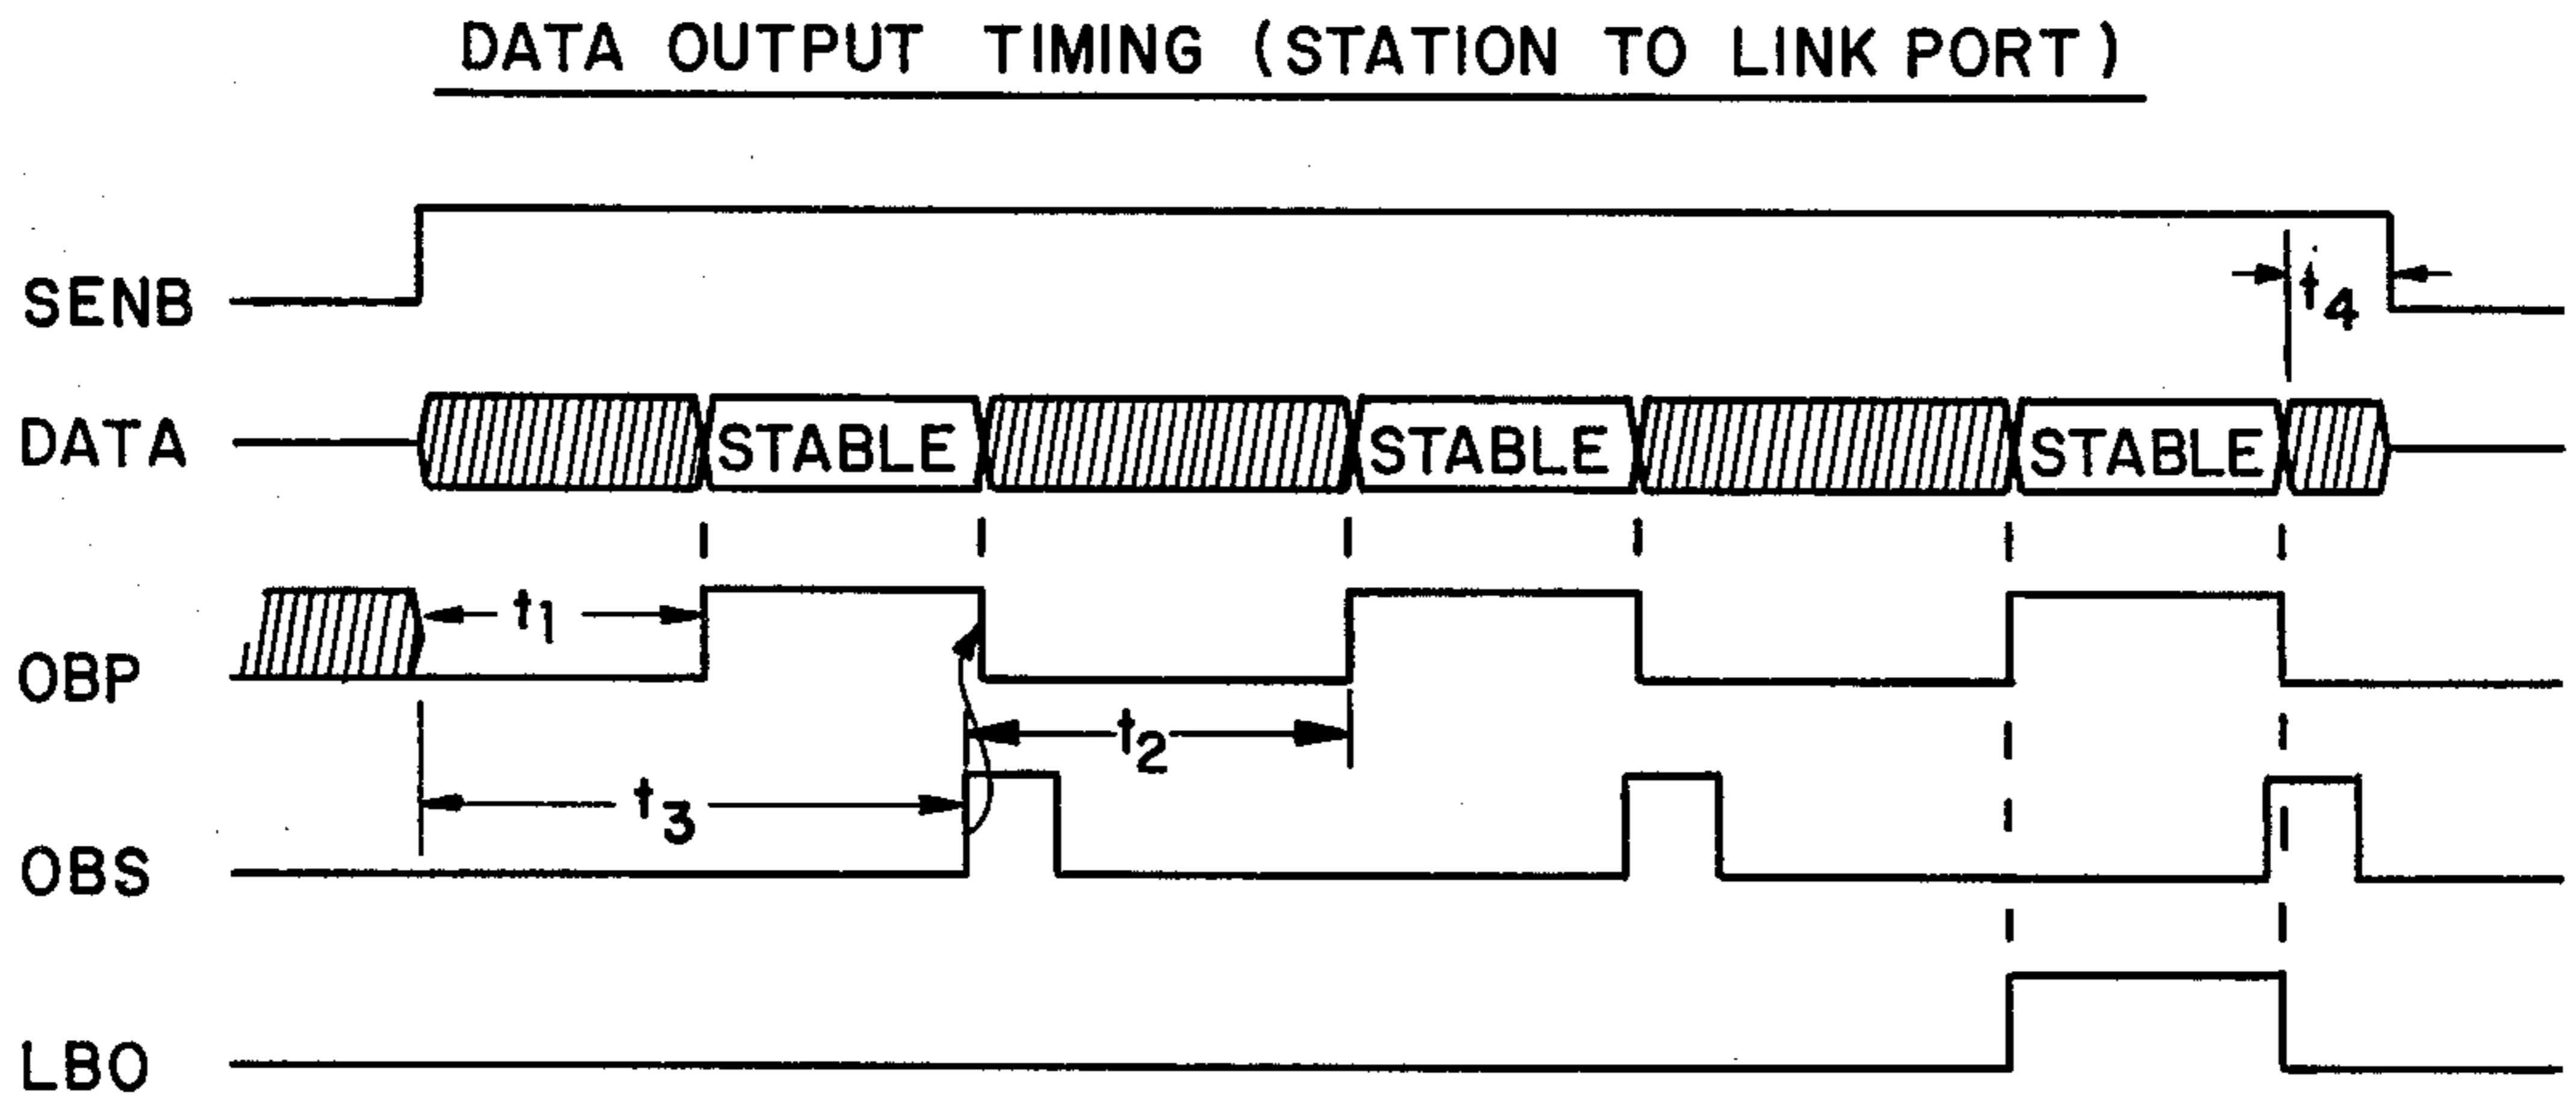 DATA OUTPUT TIMING (STATION TO LINK PORT)
SENB
t4
DATA STABLE STABLE STABLE
t1
OBP
t2
t3
OBS
LBO